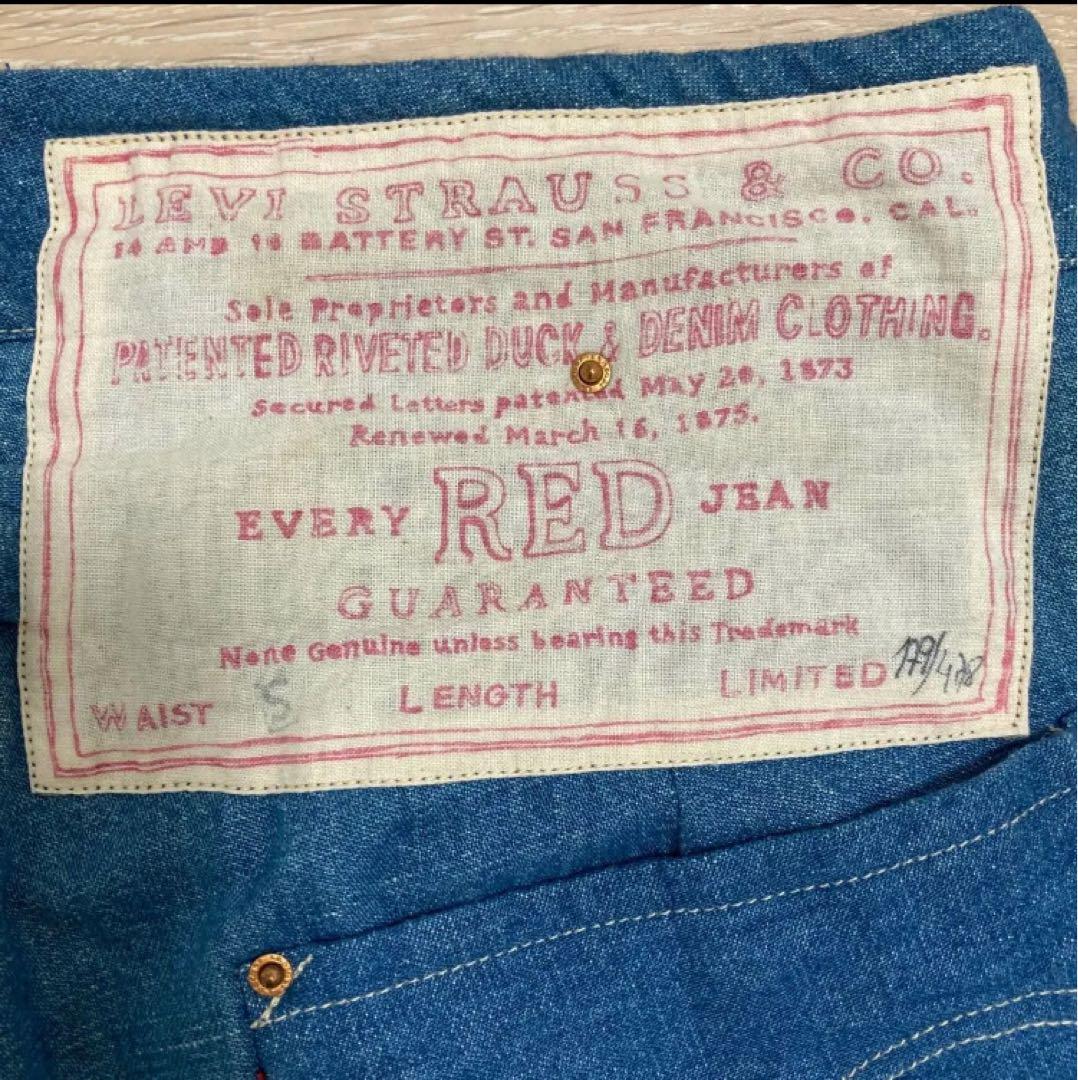 LEVI STRAUSS & CO.
14 AND 16 BATTERY ST. SAN FRANCISCO. CAL.
Sole Proprietors and Manufacturers of
PATENTED RIVETED DUCK & DENIM CLOTHING.
Secured Letters patented May 20, 1873
Renewed March 16, 1875.
EVERY RED JEAN
GUARANTEED
None Genuine unless bearing this Trademark
WAIST S LENGTH LIMITED 179/478